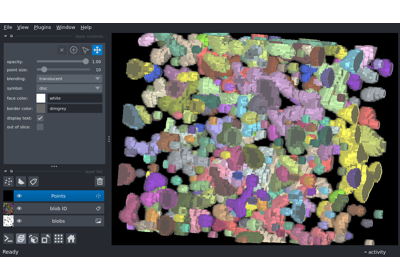 File View Plugins Window Help
opacity: 1.00
point size: 10
blending: translucent
symbol: disc
face color: white
border color: dimgrey
display text: ✓
out of slice:
Points
blob ID
blobs
Ready
activity